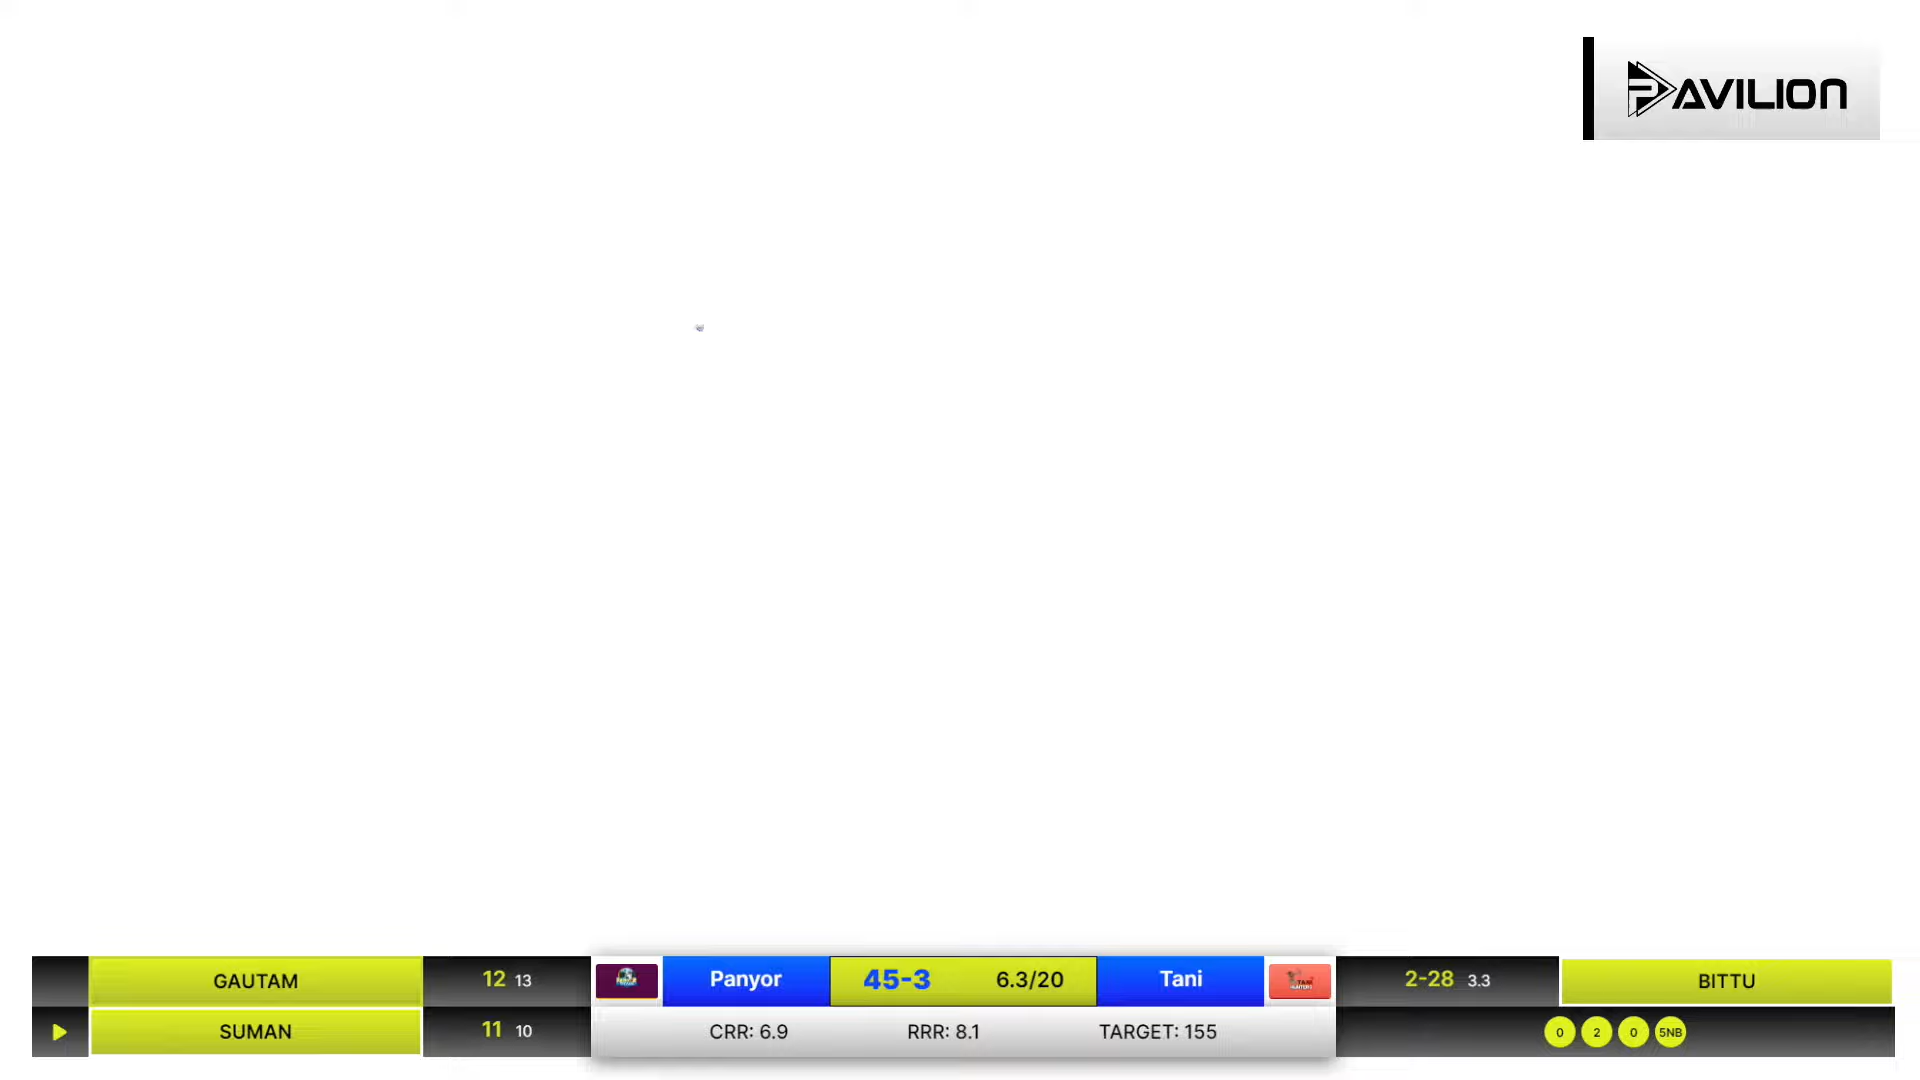 PAVILION
GAUTAM 12 13 Panyor 45-3 6.3/20 Tani 2-28 3.3 BITTU
SUMAN 11 10 CRR: 6.9 RRR: 8.1 TARGET: 155 0 2 0 5NB